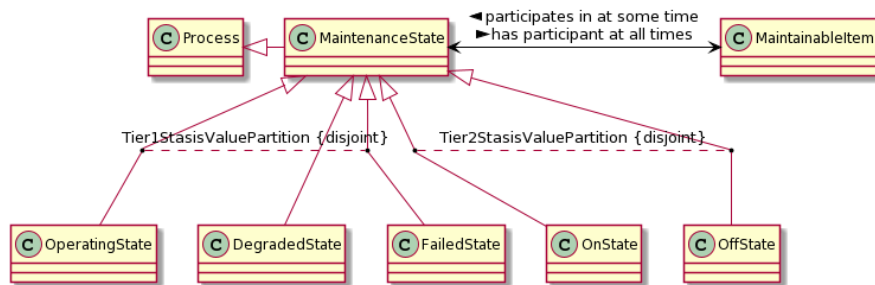 ◄ participates in at some time
►has participant at all times
C Process
C MaintenanceState
C MaintainableItem
Tier1StasisValuePartition {disjoint}
Tier2StasisValuePartition {disjoint}
C OperatingState
C DegradedState
C FailedState
C OnState
C OffState